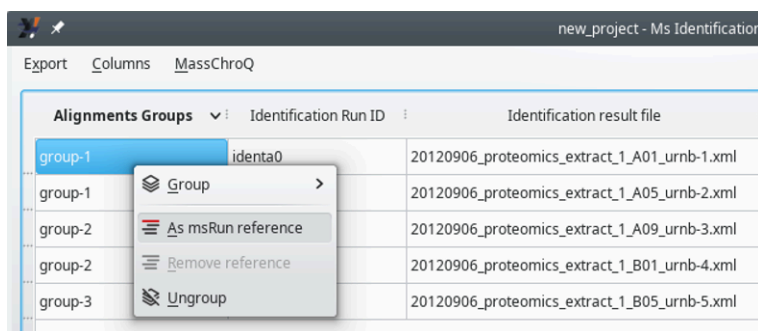 new_project - Ms Identification
Export Columns MassChroQ
Alignments Groups Identification Run ID Identification result file
group-1 identa0 20120906_proteomics_extract_1_A01_urnb-1.xml
group-1 Group 20120906_proteomics_extract_1_A05_urnb-2.xml
group-2 As msRun reference 20120906_proteomics_extract_1_A09_urnb-3.xml
group-2 Remove reference 20120906_proteomics_extract_1_B01_urnb-4.xml
group-3 Ungroup 20120906_proteomics_extract_1_B05_urnb-5.xml